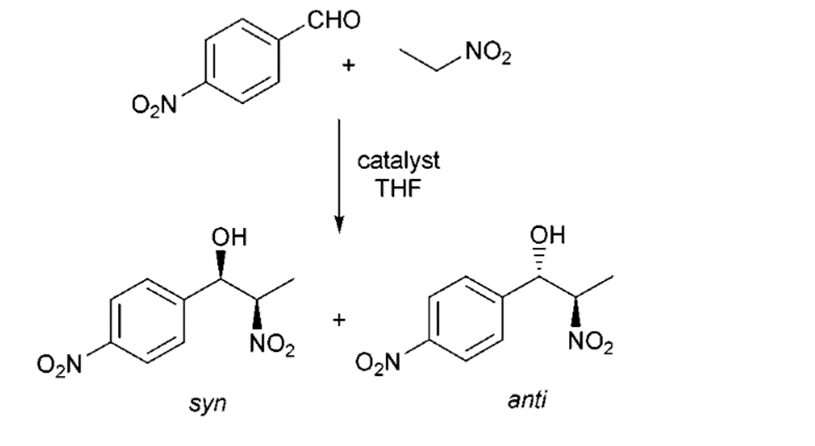 CHO
+
NO₂
O₂N
catalyst
THF
OH
OH
+
NO₂
NO₂
O₂N
O₂N
syn
anti